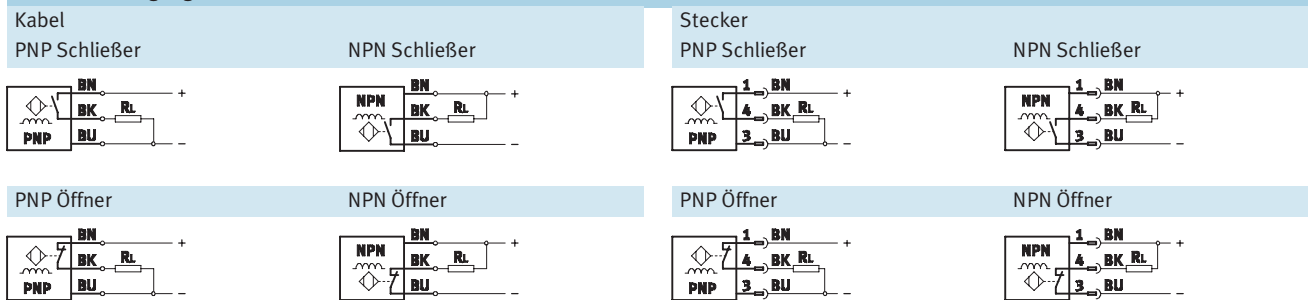 Kabel
Stecker
PNP Schließer
NPN Schließer
PNP Schließer
NPN Schließer
BN
+
BK
RL
PNP
BU
–
BN
+
NPN
BK
RL
BU
–
1
BN
+
4
BK
RL
PNP
3
BU
–
1
BN
+
NPN
4
BK
RL
3
BU
–
PNP Öffner
NPN Öffner
PNP Öffner
NPN Öffner
BN
+
BK
RL
PNP
BU
–
BN
+
NPN
BK
RL
BU
–
1
BN
+
4
BK
RL
PNP
3
BU
–
1
BN
+
NPN
4
BK
RL
3
BU
–